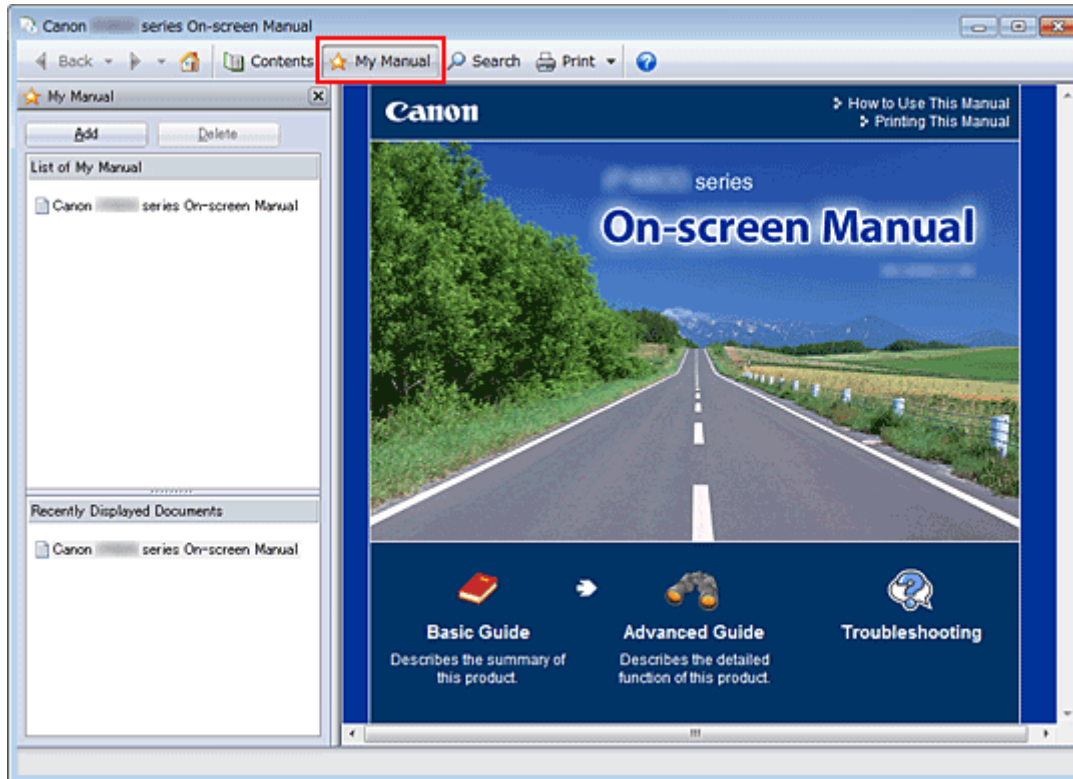 Canon series On-screen Manual
Back Contents My Manual Search Print
My Manual
Add Delete
List of My Manual
Canon series On-screen Manual
Recently Displayed Documents
Canon series On-screen Manual
Canon
How to Use This Manual
Printing This Manual
series
On-screen Manual
Basic Guide
Describes the summary of
this product.
Advanced Guide
Describes the detailed
function of this product.
Troubleshooting